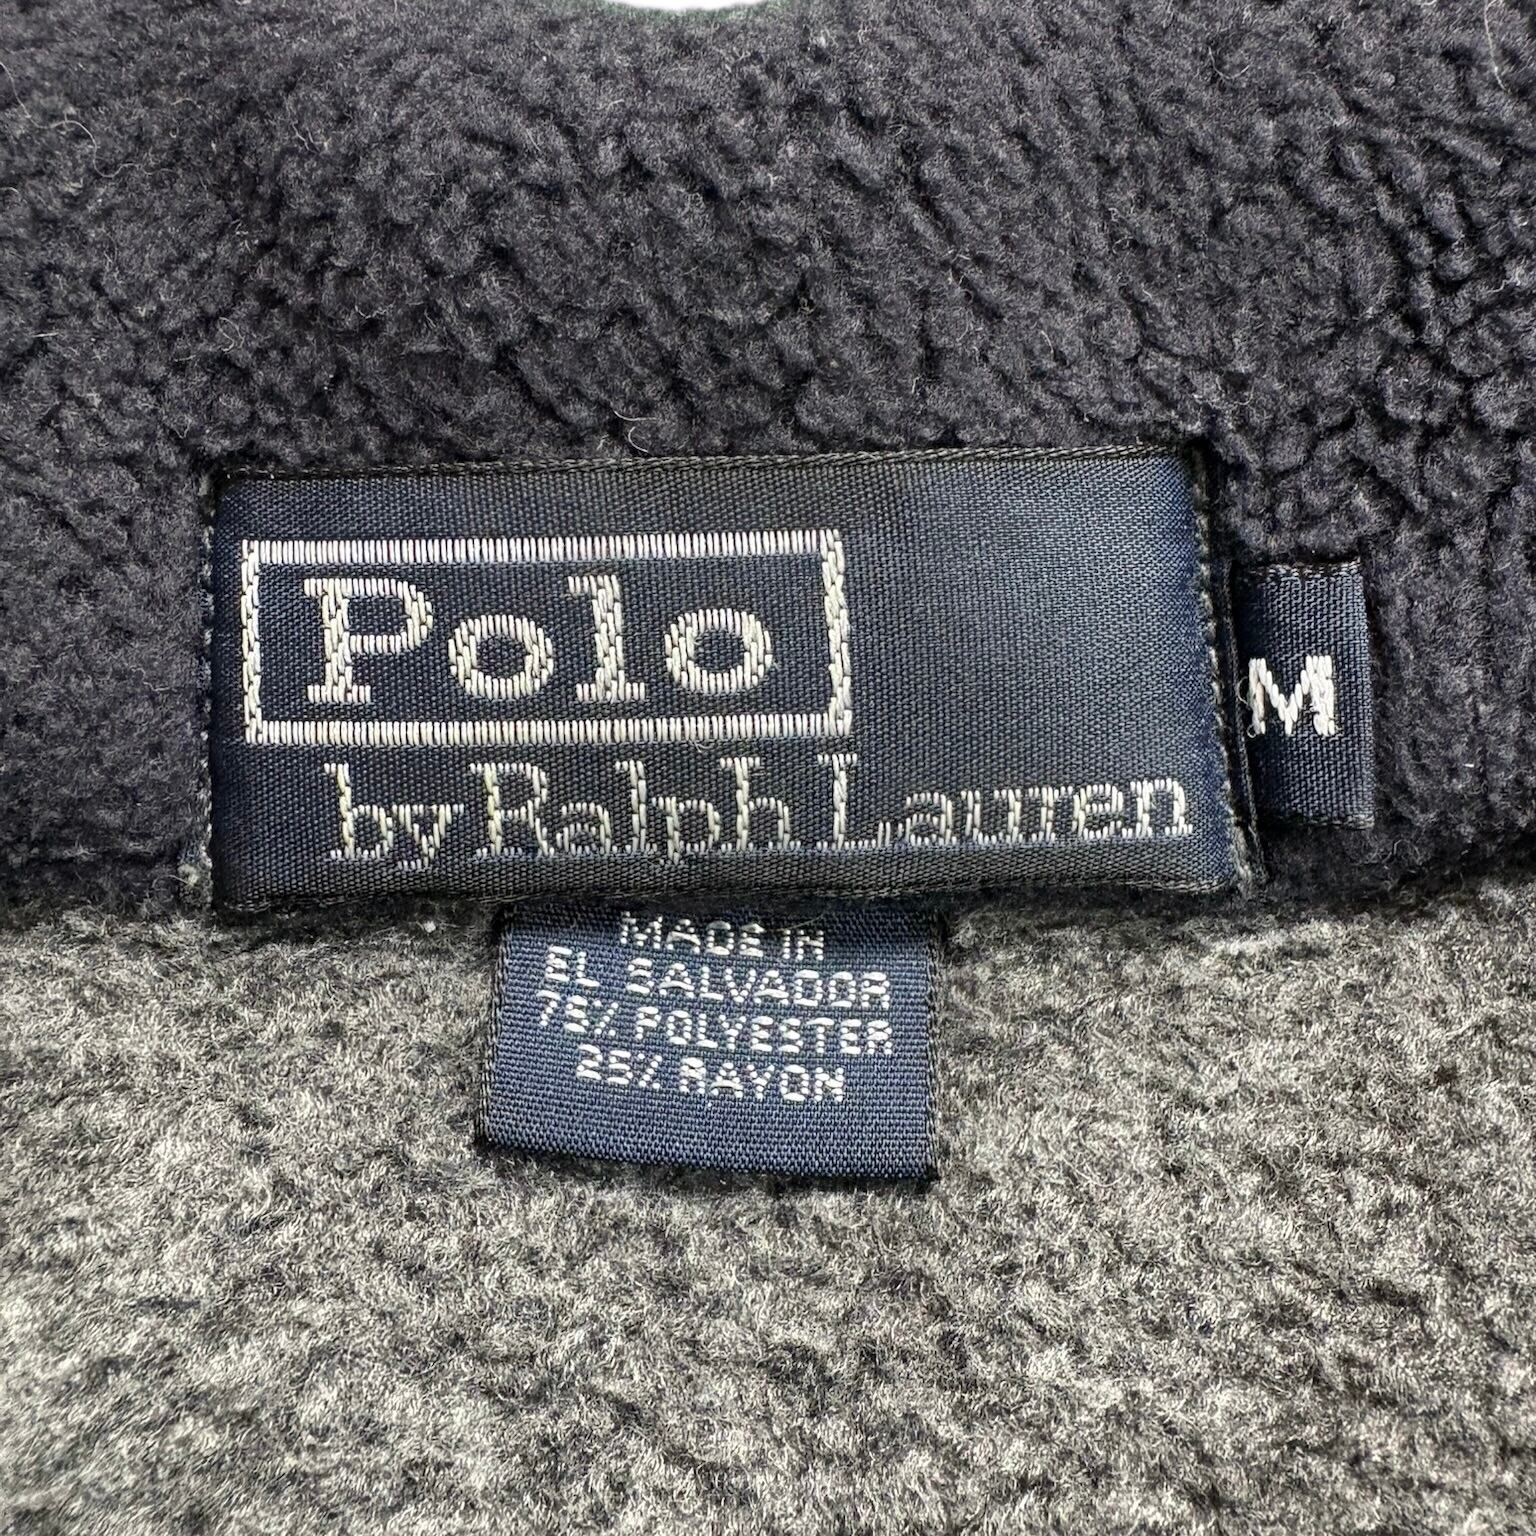 Polo
by Ralph Lauren
M
MADE IN
EL SALVADOR
75% POLYESTER
25% RAYON